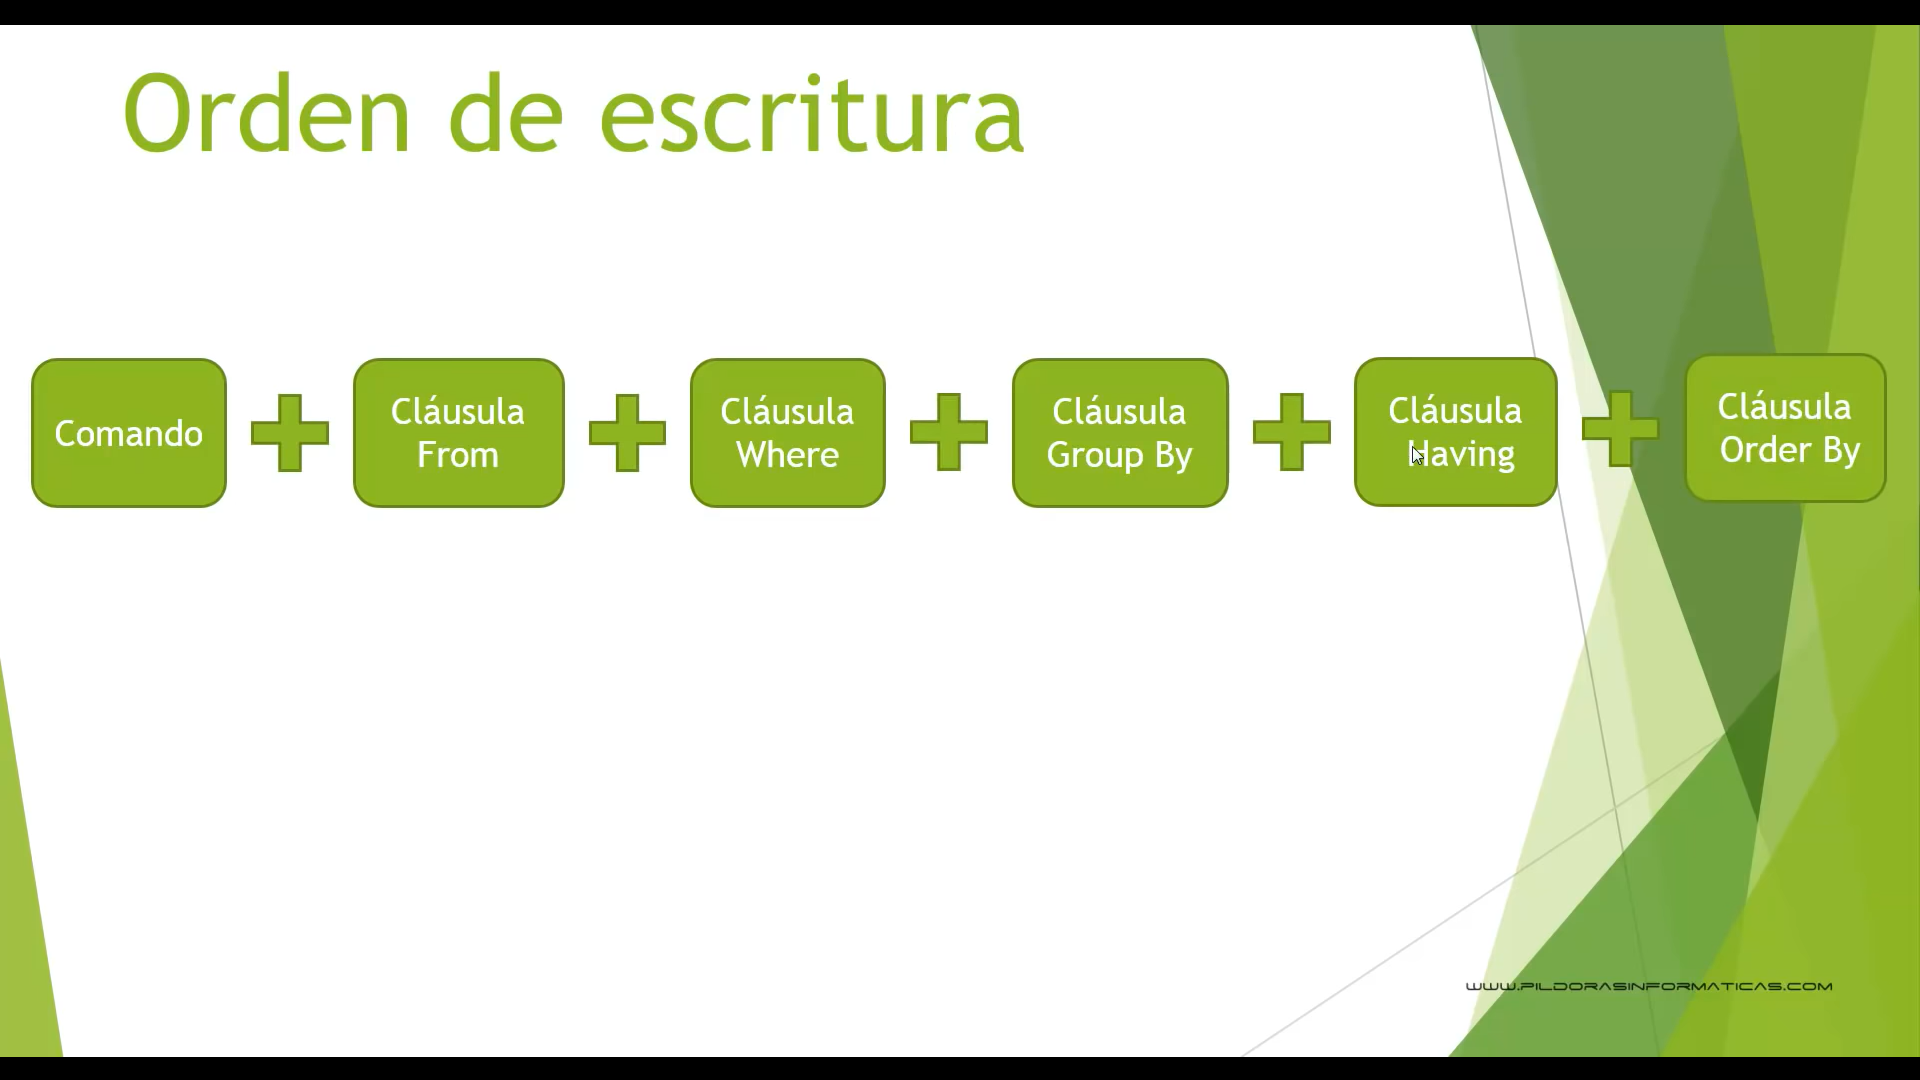 Orden de escritura
Comando
Cláusula
From
Cláusula
Where
Cláusula
Group By
Cláusula
Having
Cláusula
Order By
WWW.PILDORASINFORMATICAS.COM